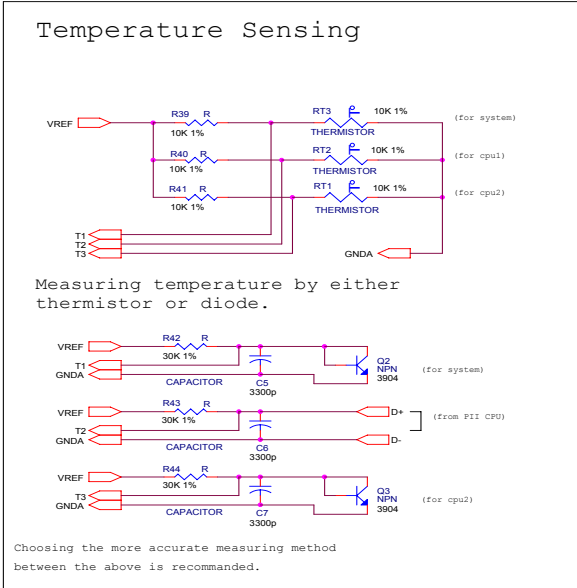 Temperature Sensing
R39 R RT3 10K 1% (for system)
VREF
10K 1% THERMISTOR
R40 R RT2 10K 1% (for cpu1)
10K 1% THERMISTOR
R41 R RT1 10K 1% (for cpu2)
10K 1% THERMISTOR
T1
T2
T3 GNDA
Measuring temperature by either
thermistor or diode.
R42 R
VREF
30K 1% Q2
T1 NPN (for system)
GNDA 3904
CAPACITOR C5
3300p
R43 R
VREF D+
30K 1% (from PII CPU)
T2
GNDA D-
CAPACITOR C6
3300p
R44 R
VREF
30K 1% Q3
T3 NPN (for cpu2)
GNDA 3904
CAPACITOR C7
3300p
Choosing the more accurate measuring method
between the above is recommanded.